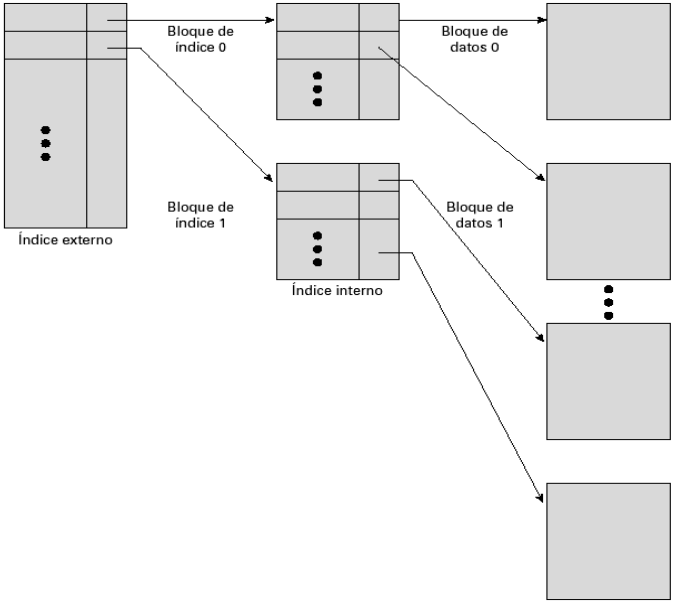 Bloque de
índice 0
Bloque de
datos 0
Bloque de
índice 1
Bloque de
datos 1
Índice externo
Índice interno